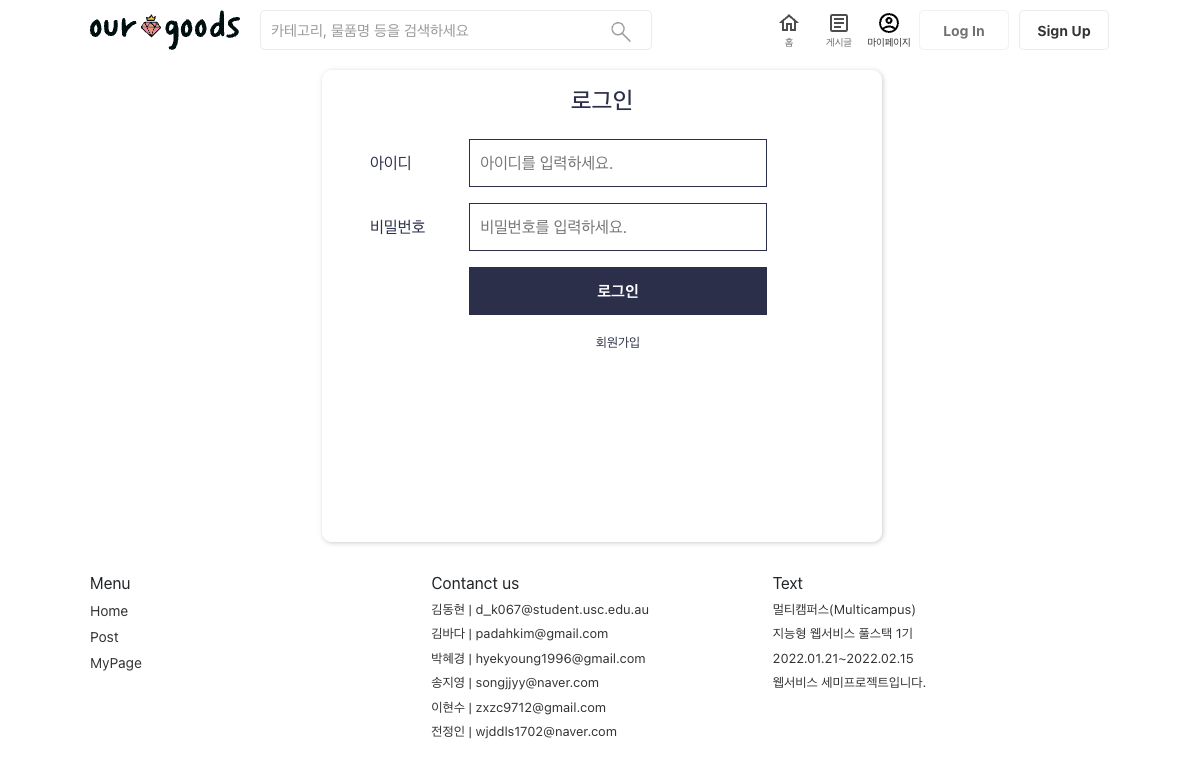 our goods
카테고리, 물품명 등을 검색하세요
홈
게시글
마이페이지
Log In
Sign Up
로그인
아이디
아이디를 입력하세요.
비밀번호
비밀번호를 입력하세요.
로그인
회원가입
Menu
Home
Post
MyPage
Contanct us
김동현 | d_k067@student.usc.edu.au
김바다 | padahkim@gmail.com
박혜경 | hyekyoung1996@gmail.com
송지영 | songjjyy@naver.com
이현수 | zxzc9712@gmail.com
전정인 | wjddls1702@naver.com
Text
멀티캠퍼스(Multicampus)
지능형 웹서비스 풀스택 1기
2022.01.21~2022.02.15
웹서비스 세미프로젝트입니다.